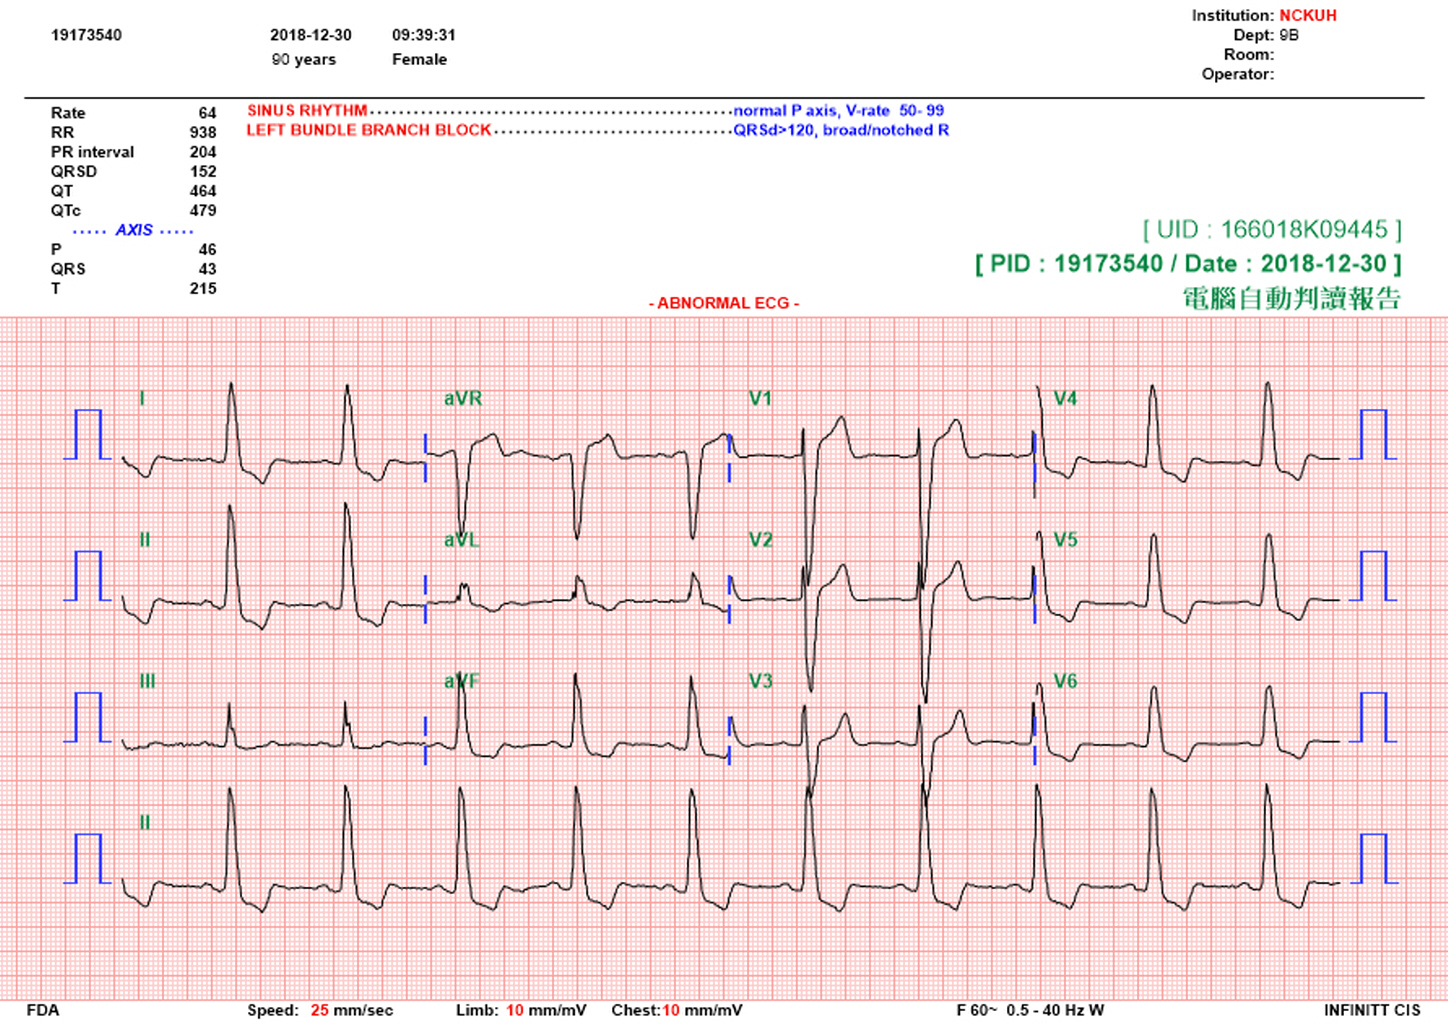 Institution: NCKUH
19173540 2018-12-30 09:39:31 Dept: 9B
90 years Female Room:
Operator:
Rate 64 SINUS RHYTHM normal P axis, V-rate 50- 99
RR 938 LEFT BUNDLE BRANCH BLOCK QRSd>120, broad/notched R
PR interval 204
QRSD 152
QT 464
QTc 479
..... AXIS .....
P 46
QRS 43
T 215
[ UID : 166018K09445 ]
[ PID : 19173540 / Date : 2018-12-30 ]
電腦自動判讀報告
- ABNORMAL ECG -
I aVR V1 V4
II aVL V2 V5
III aVF V3 V6
II
FDA Speed: 25 mm/sec Limb: 10 mm/mV Chest:10 mm/mV F 60~ 0.5 - 40 Hz W INFINITT CIS